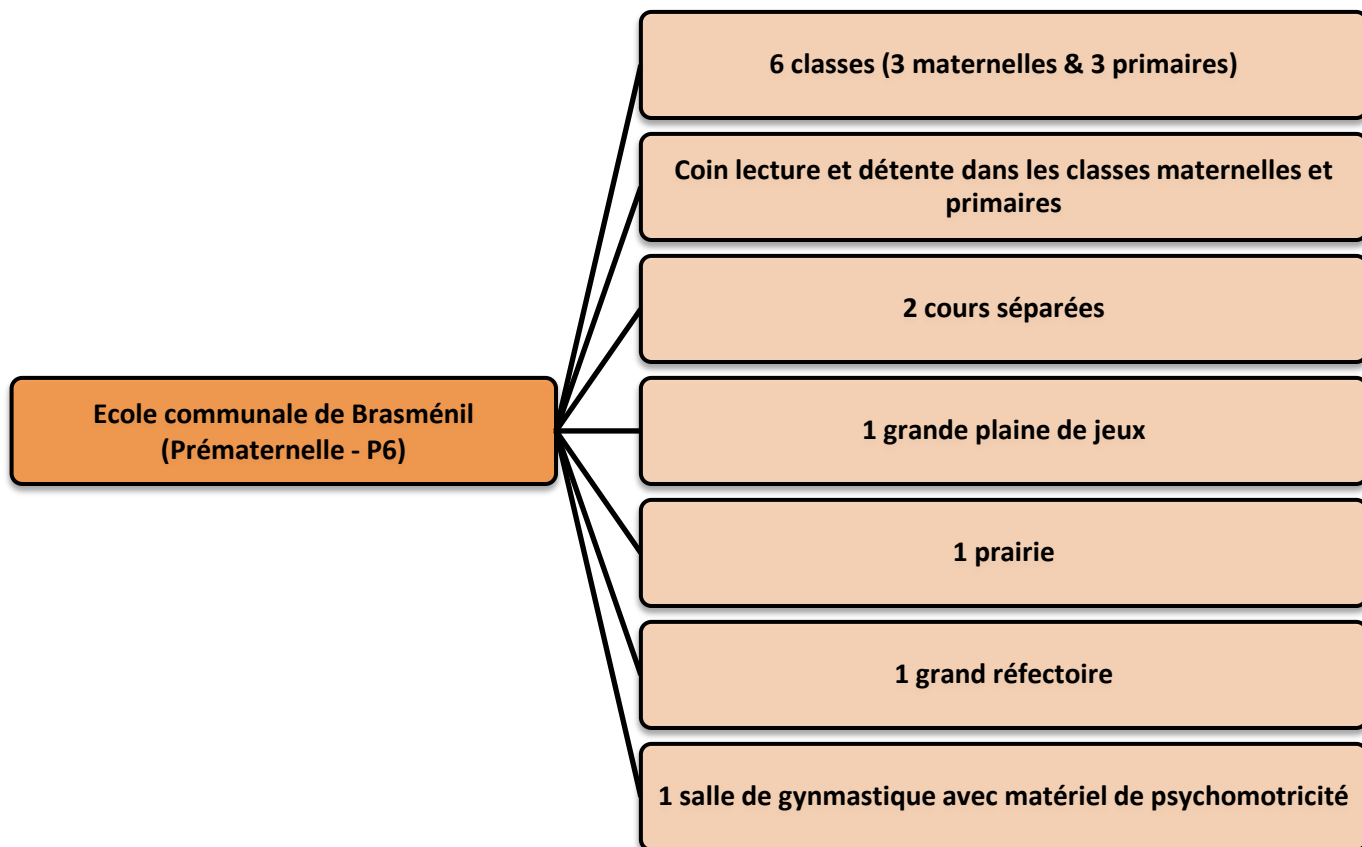 6 classes (3 maternelles & 3 primaires)
Coin lecture et détente dans les classes maternelles et
primaires
2 cours séparées
Ecole communale de Brasménil
(Prématernelle - P6)
1 grande plaine de jeux
1 prairie
1 grand réfectoire
1 salle de gynmastique avec matériel de psychomotricité